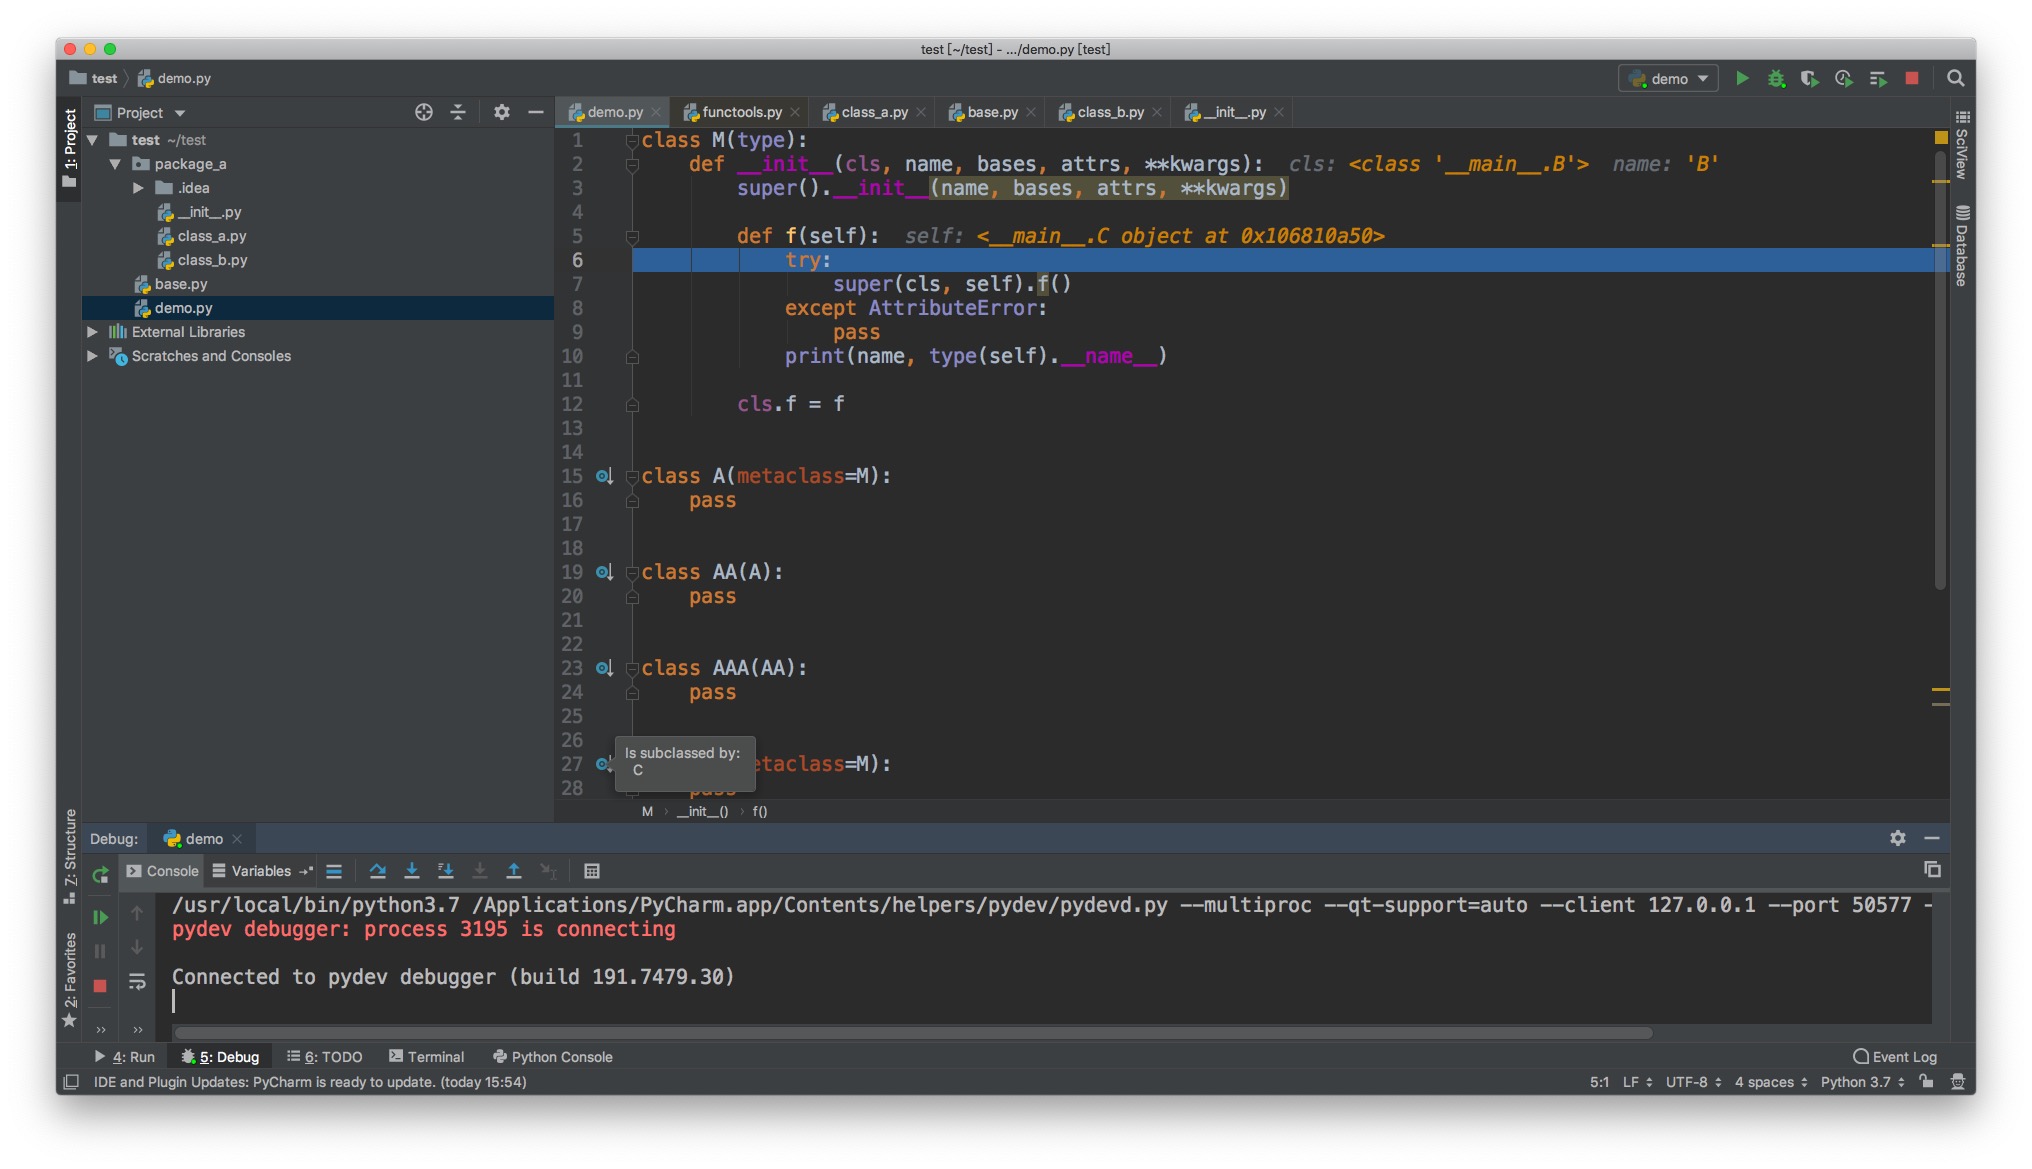 test [~/test] - .../demo.py [test]
test demo.py
demo
1: Project
Project
demo.py functools.py class_a.py base.py class_b.py __init__.py
test ~/test
package_a
.idea
__init__.py
class_a.py
class_b.py
base.py
demo.py
External Libraries
Scratches and Consoles
1 class M(type):
2 def __init__(cls, name, bases, attrs, **kwargs): cls: <class '__main__.B'> name: 'B'
3 super().__init__(name, bases, attrs, **kwargs)
4
5 def f(self): self: <__main__.C object at 0x106810a50>
6 try:
7 super(cls, self).f()
8 except AttributeError:
9 pass
10 print(name, type(self).__name__)
11
12 cls.f = f
13
14
15 class A(metaclass=M):
16 pass
17
18
19 class AA(A):
20 pass
21
22
23 class AAA(AA):
24 pass
25
26
27 etaclass=M):
28 pass
Is subclassed by:
C
M __init__() f()
SciView
Database
Z: Structure
2: Favorites
Debug: demo
Console Variables
/usr/local/bin/python3.7 /Applications/PyCharm.app/Contents/helpers/pydev/pydevd.py --multiproc --qt-support=auto --client 127.0.0.1 --port 50577 -
pydev debugger: process 3195 is connecting
Connected to pydev debugger (build 191.7479.30)
4: Run 5: Debug 6: TODO Terminal Python Console Event Log
IDE and Plugin Updates: PyCharm is ready to update. (today 15:54) 5:1 LF UTF-8 4 spaces Python 3.7